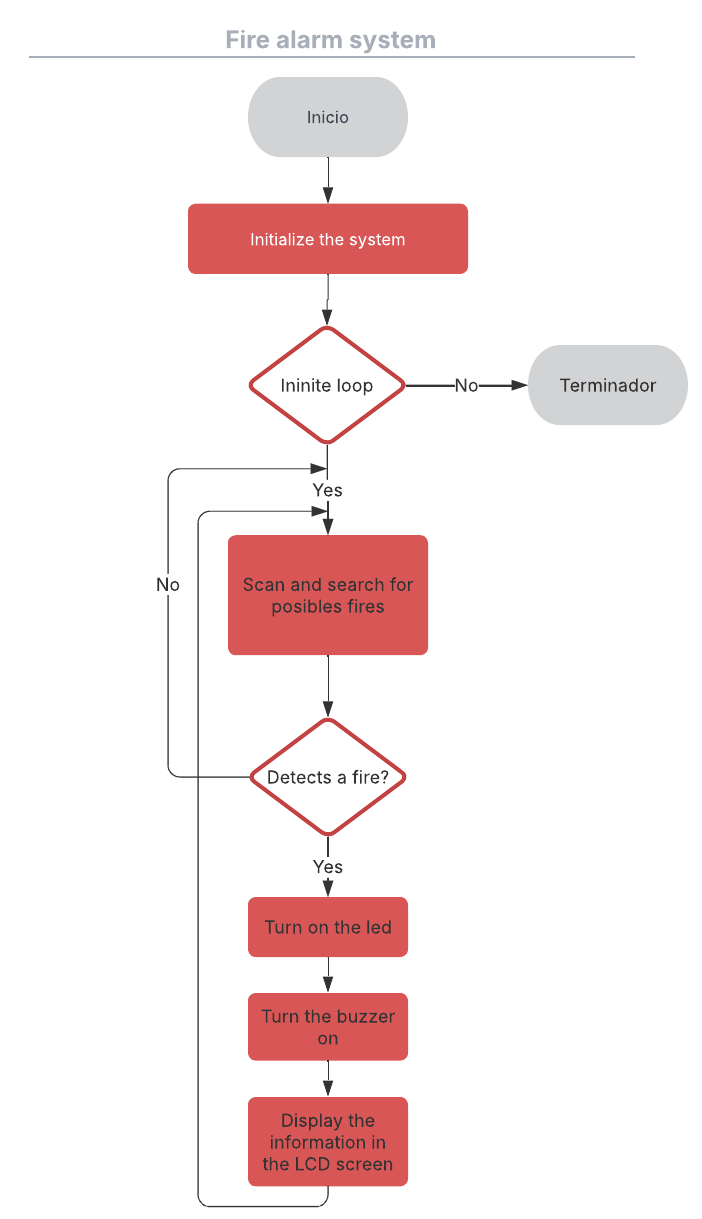 Fire alarm system
Inicio
Initialize the system
Ininite loop
No
Terminador
Yes
No
Scan and search for
posibles fires
Detects a fire?
Yes
Turn on the led
Turn the buzzer
on
Display the
information in
the LCD screen